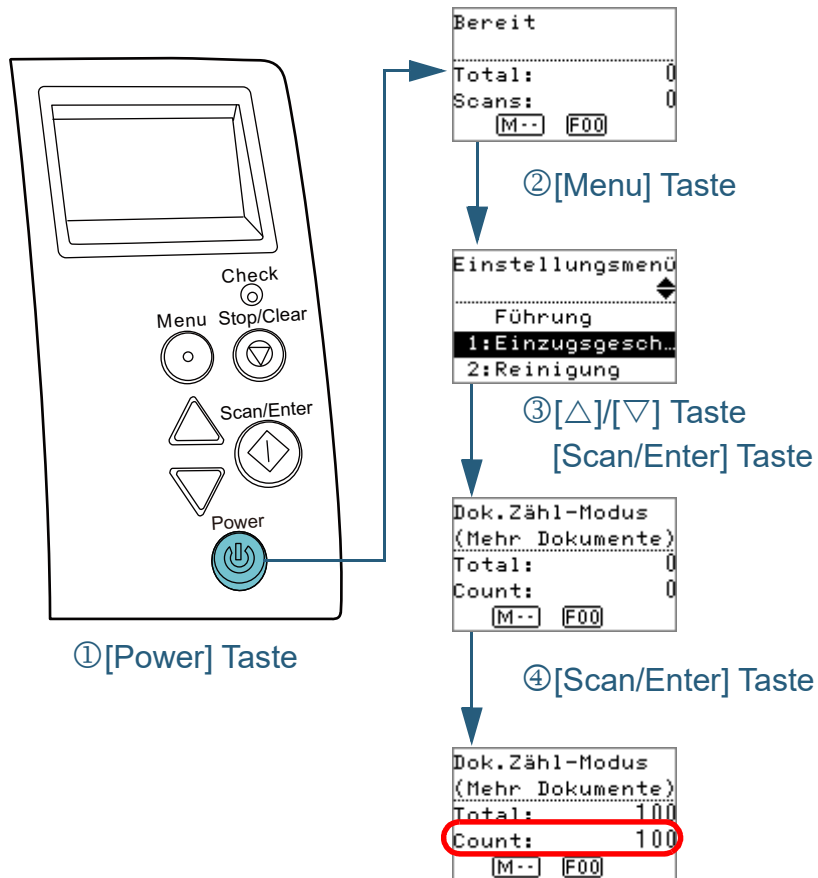 Check
Menu
Stop/Clear
Scan/Enter
Power
①[Power] Taste
Bereit
Total: 0
Scans: 0
M-- F00
②[Menu] Taste
Einstellungsmenü
Führung
1:Einzugsgesch…
2:Reinigung
③[△]/[▽] Taste
[Scan/Enter] Taste
Dok.Zähl-Modus
(Mehr Dokumente)
Total: 0
Count: 0
M-- F00
④[Scan/Enter] Taste
Dok.Zähl-Modus
(Mehr Dokumente)
Total: 100
Count: 100
M-- F00